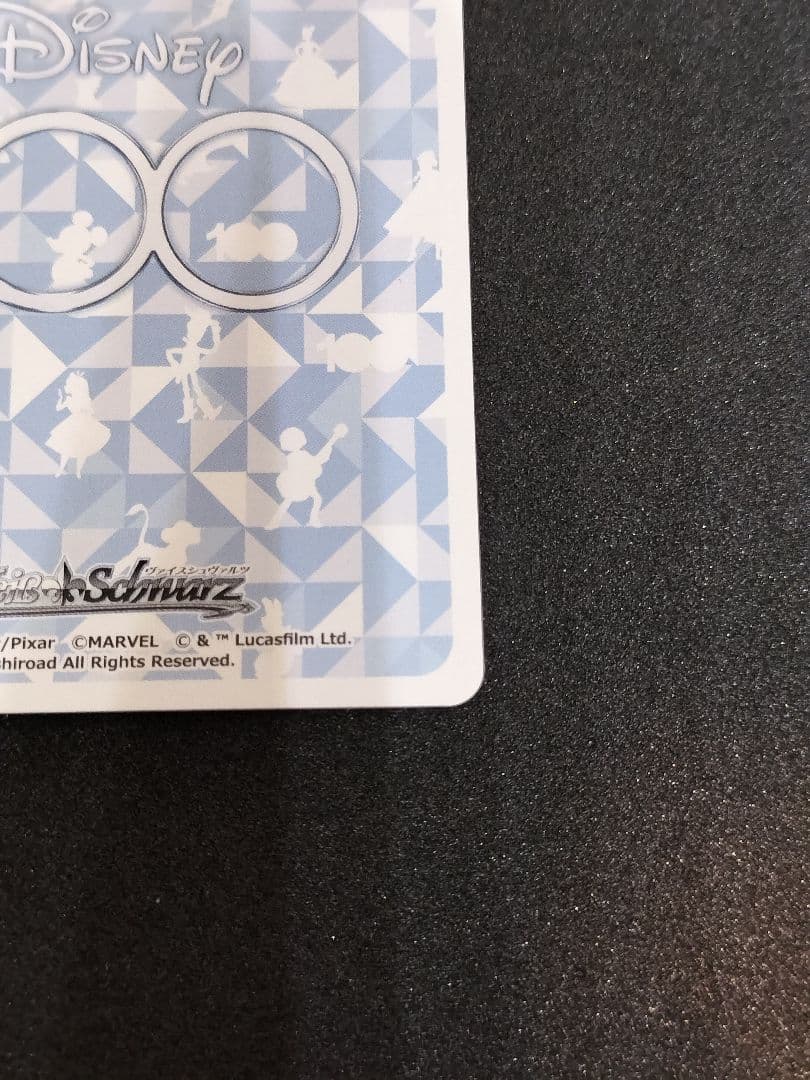 DISNEY
100
100
ヴァイスシュヴァルツ
Schwarz
/Pixar ©MARVEL © & ™ Lucasfilm Ltd.
hiroad All Rights Reserved.